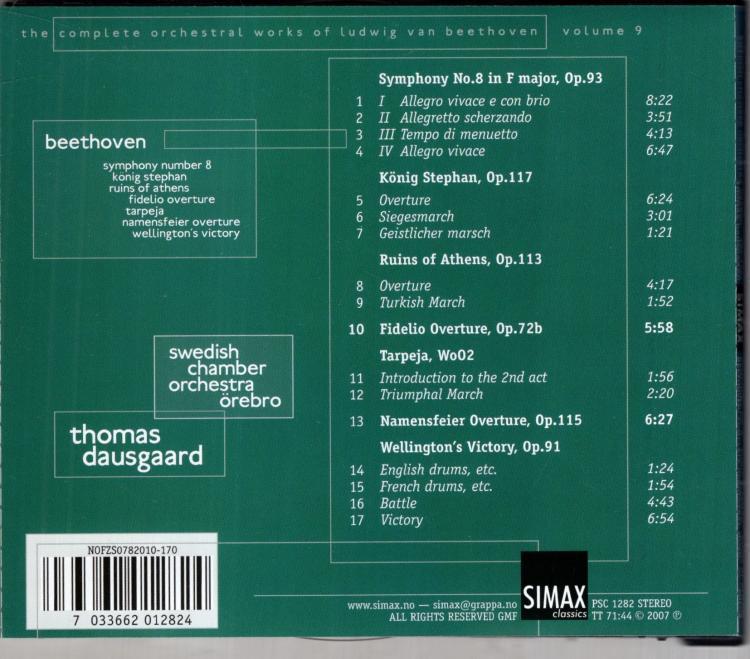 the complete orchestral works of ludwig van beethoven volume 9
beethoven
symphony number 8
könig stephan
ruins of athens
fidelio overture
tarpeja
namensfeier overture
wellington's victory
swedish
chamber
orchestra
örebro
thomas
dausgaard
Symphony No.8 in F major, Op.93
1 I Allegro vivace e con brio 8:22
2 II Allegretto scherzando 3:51
3 III Tempo di menuetto 4:13
4 IV Allegro vivace 6:47
König Stephan, Op.117
5 Overture 6:24
6 Siegesmarch 3:01
7 Geistlicher marsch 1:21
Ruins of Athens, Op.113
8 Overture 4:17
9 Turkish March 1:52
10 Fidelio Overture, Op.72b 5:58
Tarpeja, WoO2
11 Introduction to the 2nd act 1:56
12 Triumphal March 2:20
13 Namensfeier Overture, Op.115 6:27
Wellington's Victory, Op.91
14 English drums, etc. 1:24
15 French drums, etc. 1:54
16 Battle 4:43
17 Victory 6:54
NOFZS0782010-170
7 033662 012824
www.simax.no — simax@grappa.no
ALL RIGHTS RESERVED GMF
SIMAX
classics
PSC 1282 STEREO
TT 71:44 © 2007 ℗